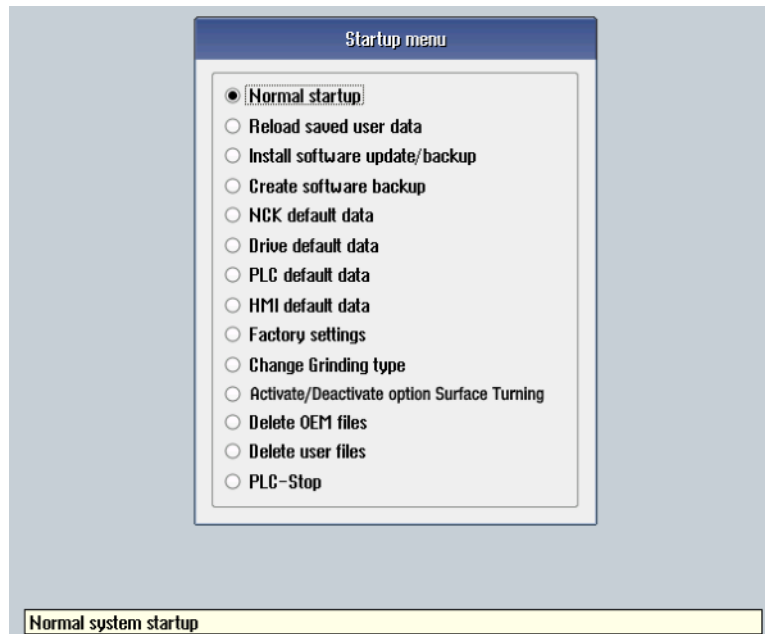 Startup menu
Normal startup
Reload saved user data
Install software update/backup
Create software backup
NCK default data
Drive default data
PLC default data
HMI default data
Factory settings
Change Grinding type
Activate/Deactivate option Surface Turning
Delete OEM files
Delete user files
PLC-Stop
Normal system startup